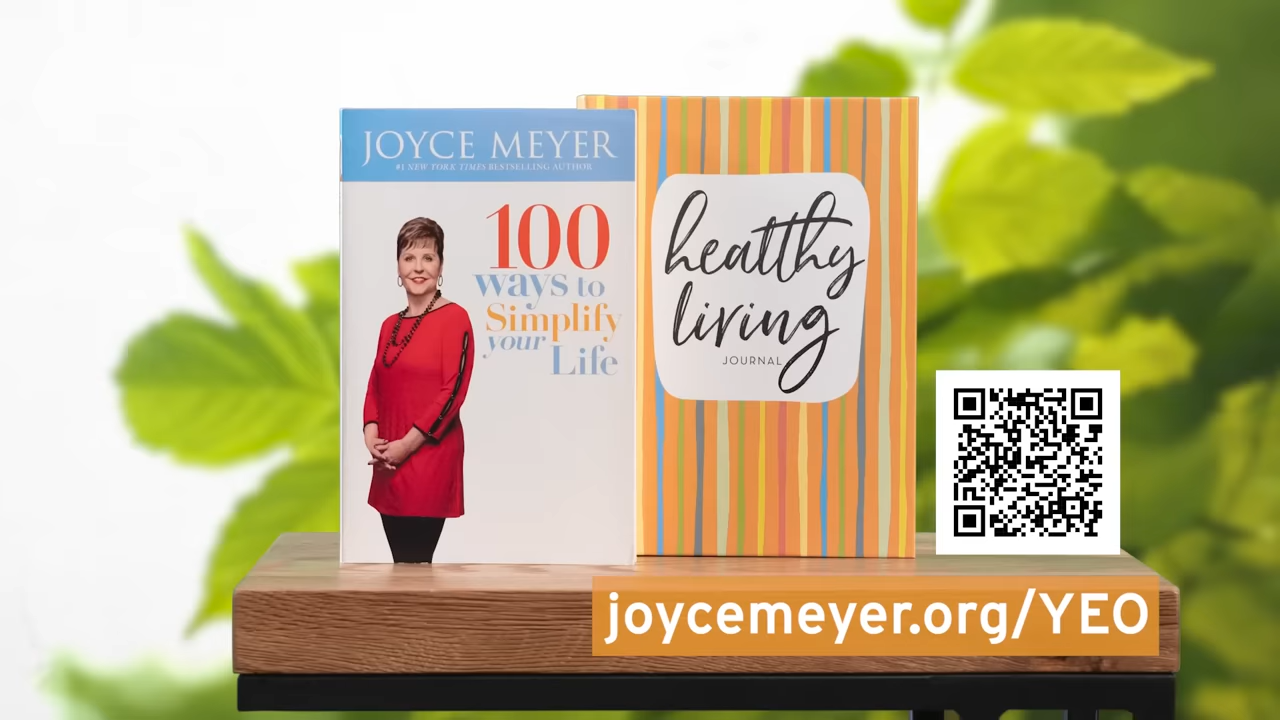 JOYCE MEYER
#1 NEW YORK TIMES BESTSELLING AUTHOR
100
ways to
Simplify
your
Life
healthy
living
JOURNAL
joycemeyer.org/YEO